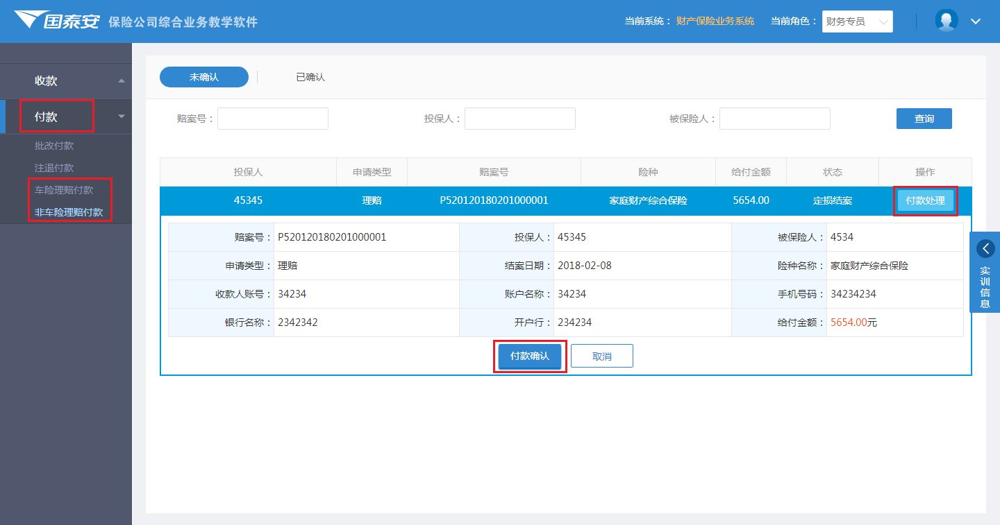 国泰安 保险公司综合业务教学软件 当前系统： 财产保险业务系统 当前角色： 财务专员
收款
付款
批改付款
注退付款
车险理赔付款
非车险理赔付款
未确认 已确认
赔案号： 投保人： 被保险人： 查询
投保人 申请类型 赔案号 险种 给付金额 状态 操作
45345 理赔 P520120180201000001 家庭财产综合保险 5654.00 定损结案 付款处理
赔案号： P520120180201000001 投保人： 45345 被保险人： 4534
申请类型： 理赔 结案日期： 2018-02-08 险种名称： 家庭财产综合保险
收款人账号： 34234 账户名称： 34234 手机号码： 34234234
银行名称： 2342342 开户行： 234234 给付金额： 5654.00元
付款确认 取消
实训信息